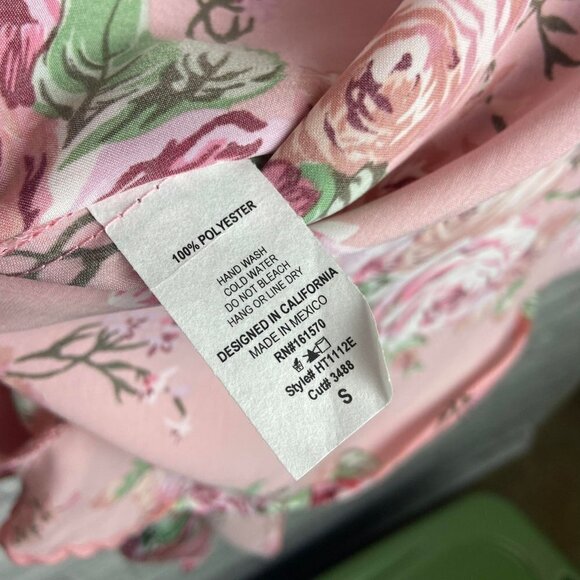 100% POLYESTER
HAND WASH
COLD WATER
DO NOT BLEACH
HANG OR LINE DRY
DESIGNED IN CALIFORNIA
MADE IN MEXICO
RN#161570
Style# HT1112E
Cut# 3488
S